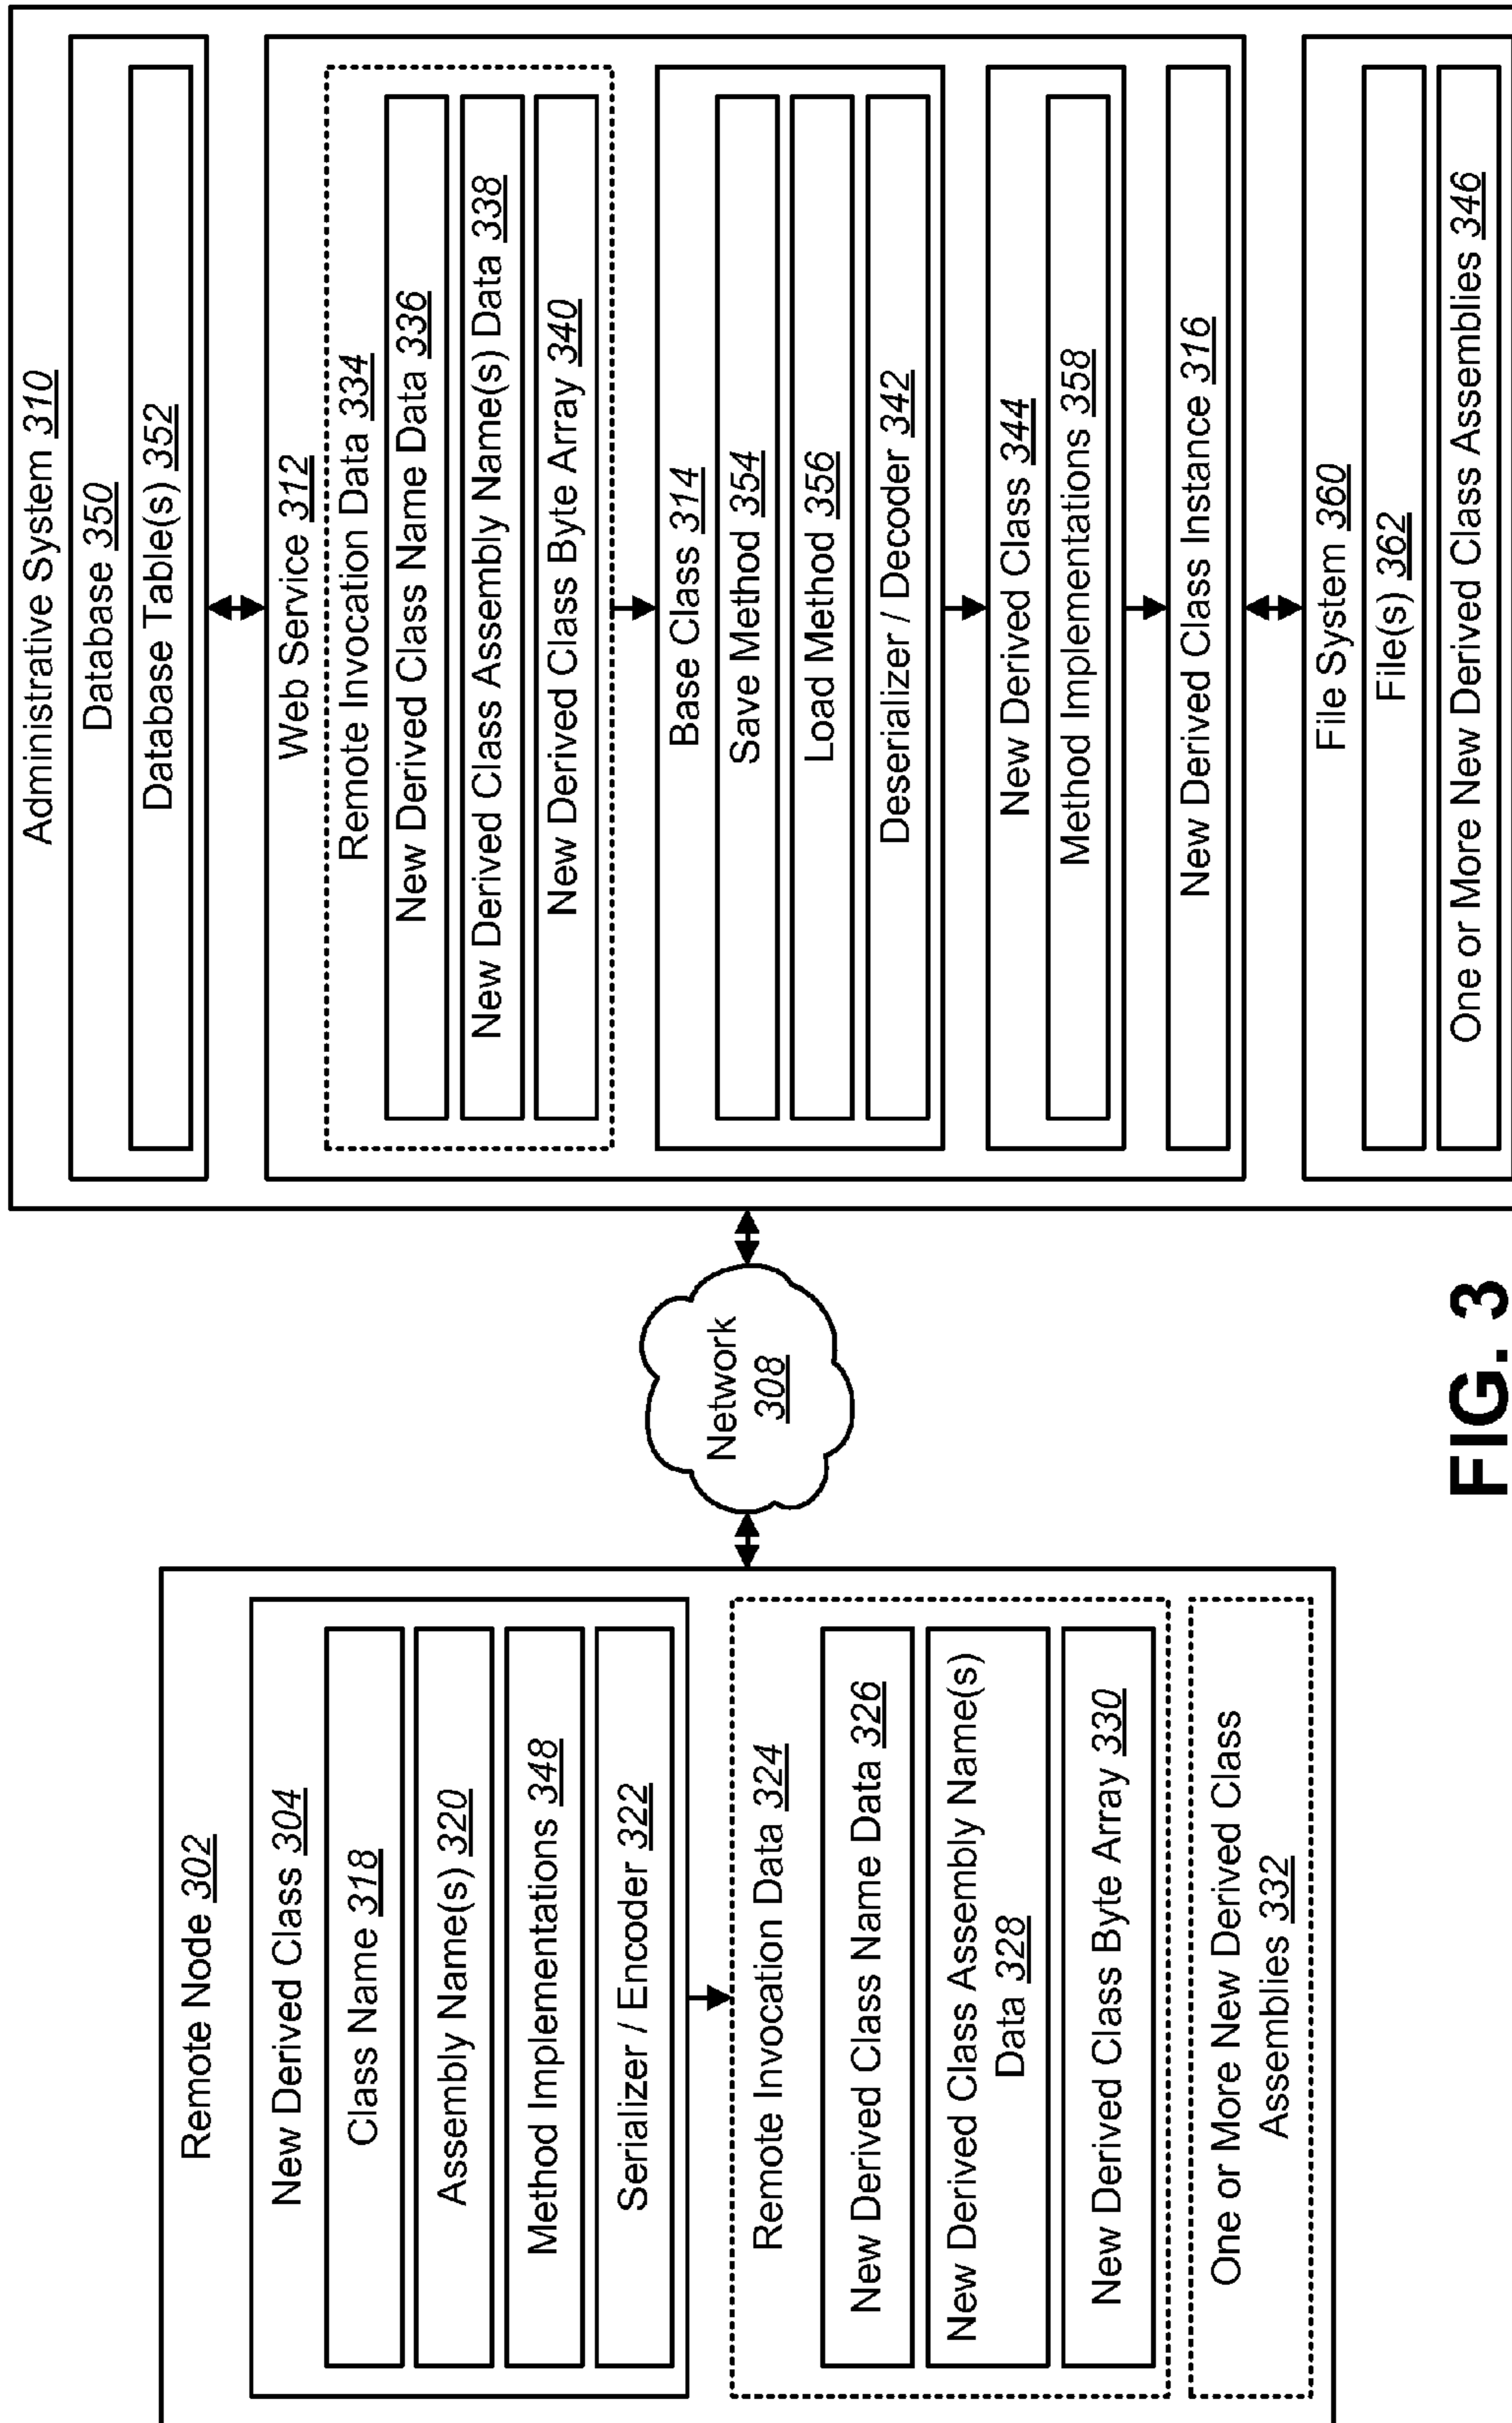 Remote Node 302
New Derived Class 304
Class Name 318
Assembly Name(s) 320
Method Implementations 348
Serializer / Encoder 322
Remote Invocation Data 324
New Derived Class Name Data 326
New Derived Class Assembly Name(s)
Data 328
New Derived Class Byte Array 330
One or More New Derived Class
Assemblies 332
Network
308
Administrative System 310
Database 350
Database Table(s) 352
Web Service 312
Remote Invocation Data 334
New Derived Class Name Data 336
New Derived Class Assembly Name(s) Data 338
New Derived Class Byte Array 340
Base Class 314
Save Method 354
Load Method 356
Deserializer / Decoder 342
New Derived Class 344
Method Implementations 358
New Derived Class Instance 316
File System 360
File(s) 362
One or More New Derived Class Assemblies 346
FIG. 3